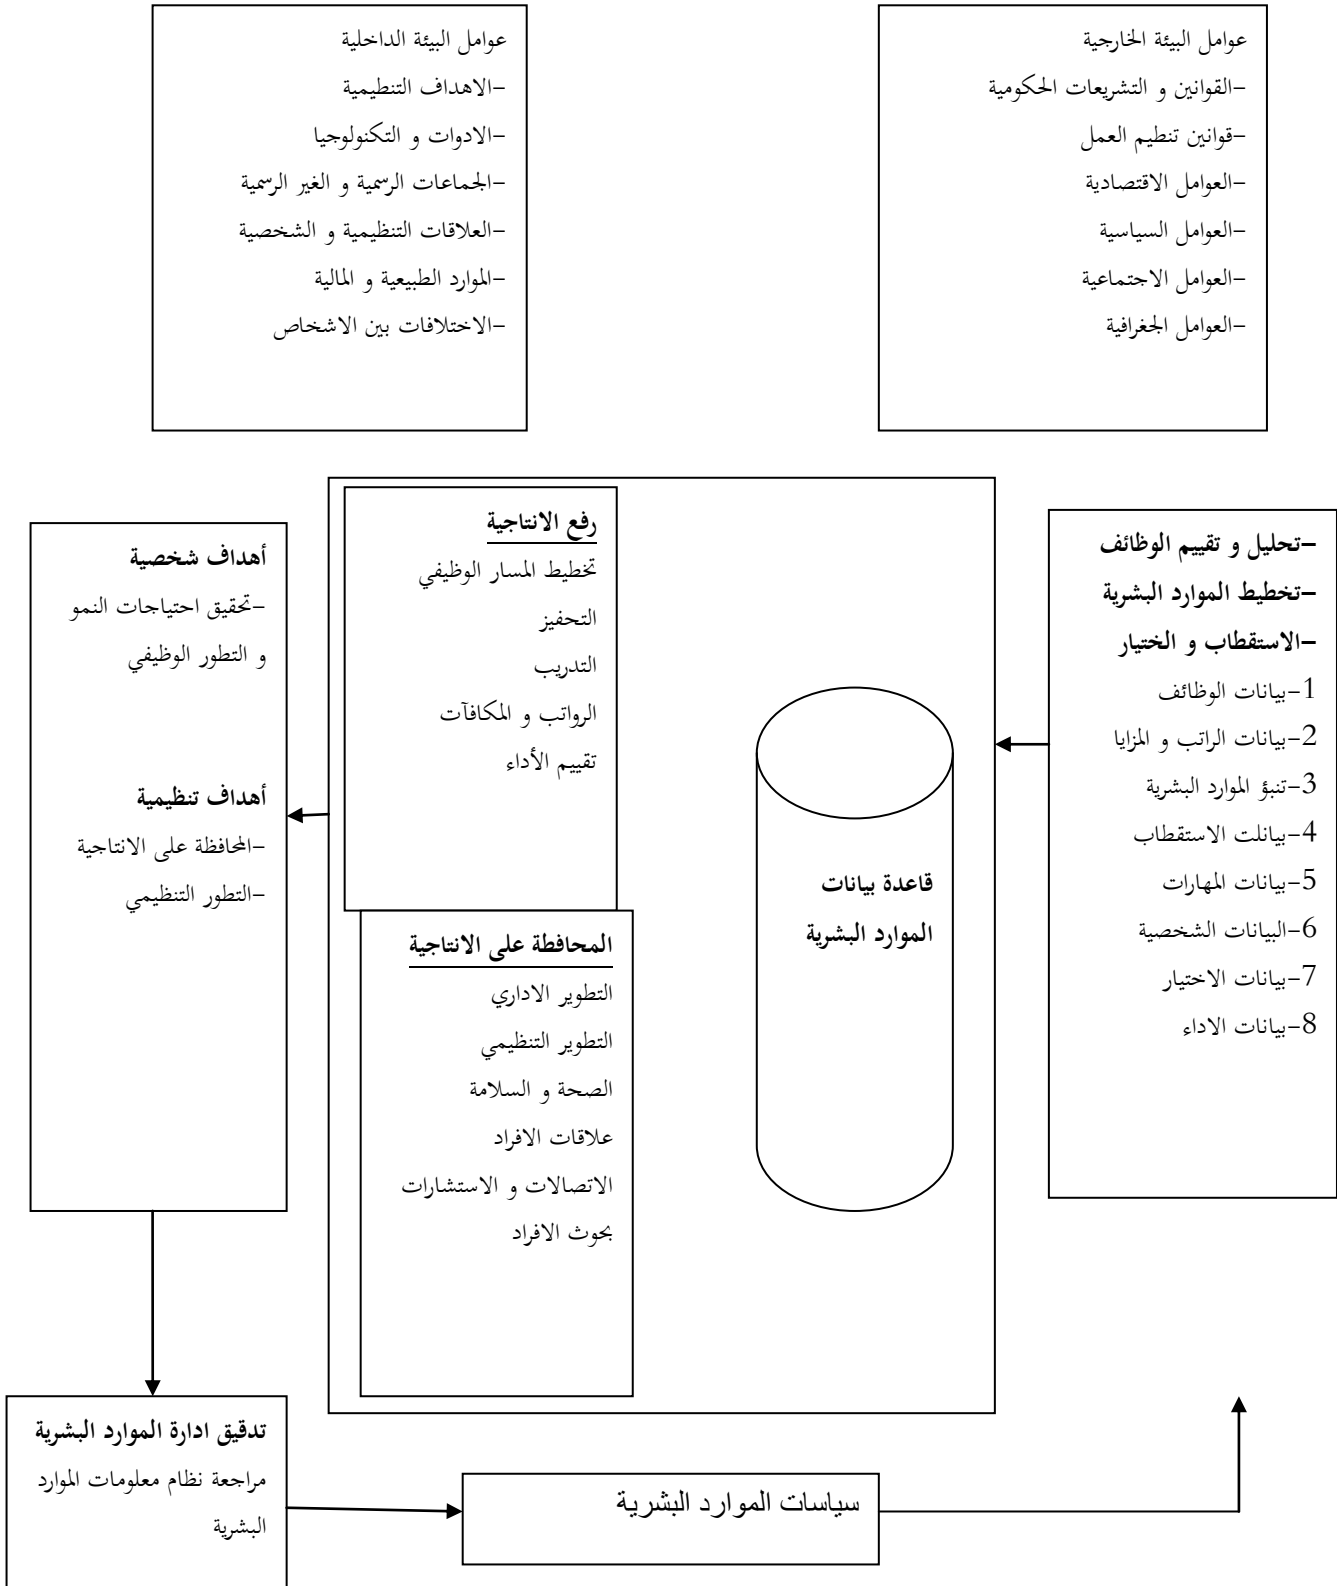 عوامل البيئة الخارجية
-القوانين و التشريعات الحكومية
-قوانين تنطيم العمل
-العوامل الاقتصادية
-العوامل السياسية
-العوامل الاجتماعية
-العوامل الجغرافية
عوامل البيئة الداخلية
-الاهداف التنطيمية
-الادوات و التكنولوجيا
-الجماعات الرسمية و الغير الرسمية
-العلاقات التنظيمية و الشخصية
-الموارد الطبيعية و المالية
-الاختلافات بين الاشخاص
-تحليل و تقييم الوظائف
-تخطيط الموارد البشرية
-الاستقطاب و الختيار
1-بيانات الوظائف
2-بيانات الراتب و المزايا
3-تنبؤ الموارد البشرية
4-بيانلت الاستقطاب
5-بيانات المهارات
6-البيانات الشخصية
7-بيانات الاختيار
8-بيانات الاداء
قاعدة بيانات
الموارد البشرية
رفع الانتاجية
تخطيط المسار الوظيفي
التحفيز
التدريب
الرواتب و المكافآت
تقييم الأداء
المحافطة على الانتاجية
التطوير الاداري
التطوير التنظيمي
الصحة و السلامة
علاقات الافراد
الاتصالات و الاستشارات
بحوث الافراد
أهداف شخصية
-تحقيق احتياجات النمو
و التطور الوظيفي
أهداف تنظيمية
-المحافظة على الانتاجية
-التطور التنظيمي
تدقيق ادارة الموارد البشرية
مراجعة نظام معلومات الموارد
البشرية
سياسات الموارد البشرية